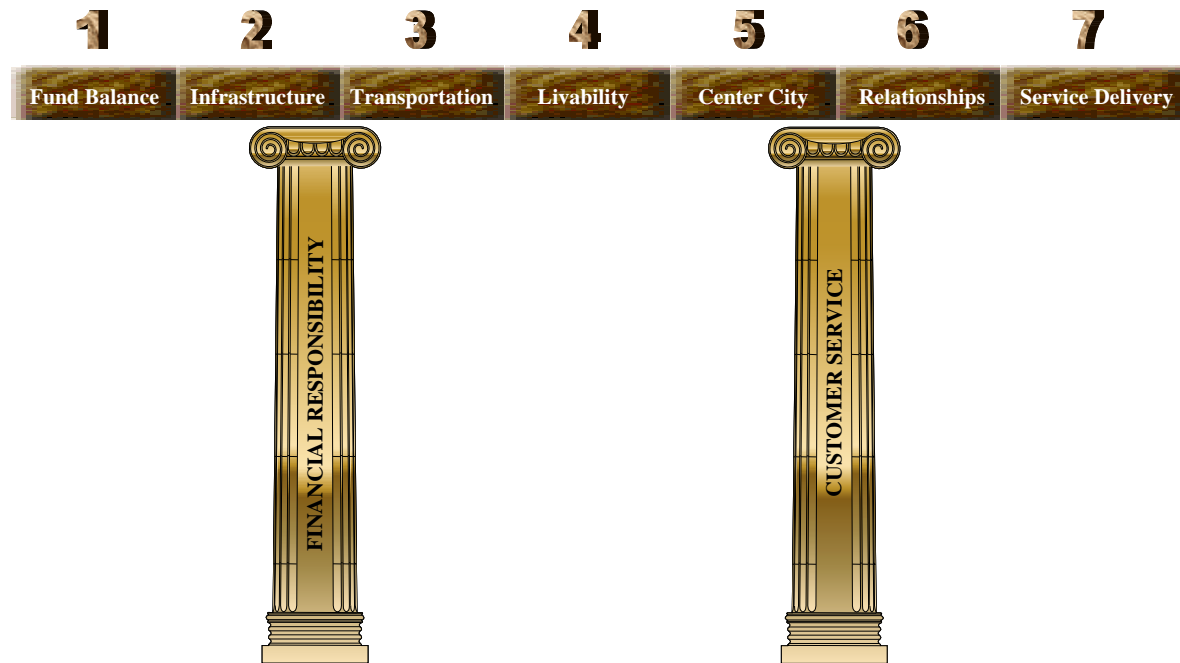 1 2 3 4 5 6 7
Fund Balance Infrastructure Transportation Livability Center City Relationships Service Delivery
FINANCIAL RESPONSIBILITY
CUSTOMER SERVICE